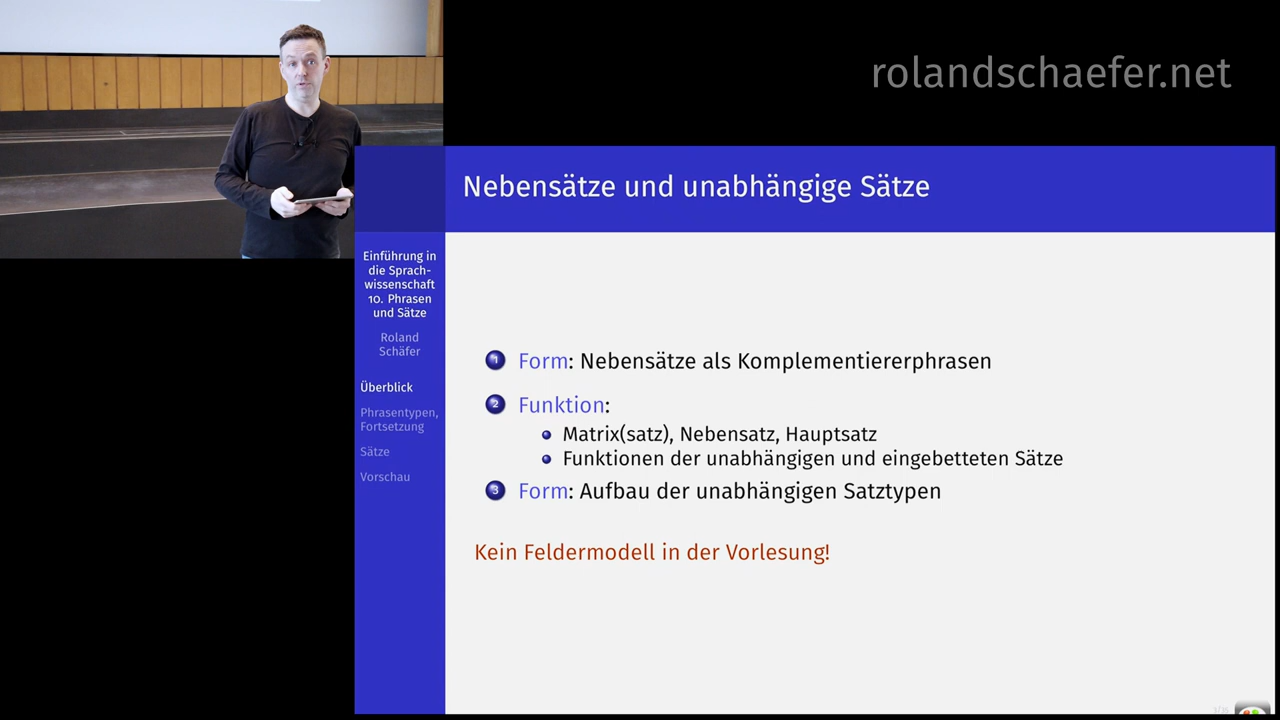 rolandschaefer.net
Nebensätze und unabhängige Sätze
Einführung in
die Sprach-
wissenschaft
10. Phrasen
und Sätze
Roland
Schäfer
Überblick
Phrasentypen,
Fortsetzung
Sätze
Vorschau
1 Form: Nebensätze als Komplementiererphrasen
2 Funktion:
Matrix(satz), Nebensatz, Hauptsatz
Funktionen der unabhängigen und eingebetteten Sätze
3 Form: Aufbau der unabhängigen Satztypen
Kein Feldermodell in der Vorlesung!